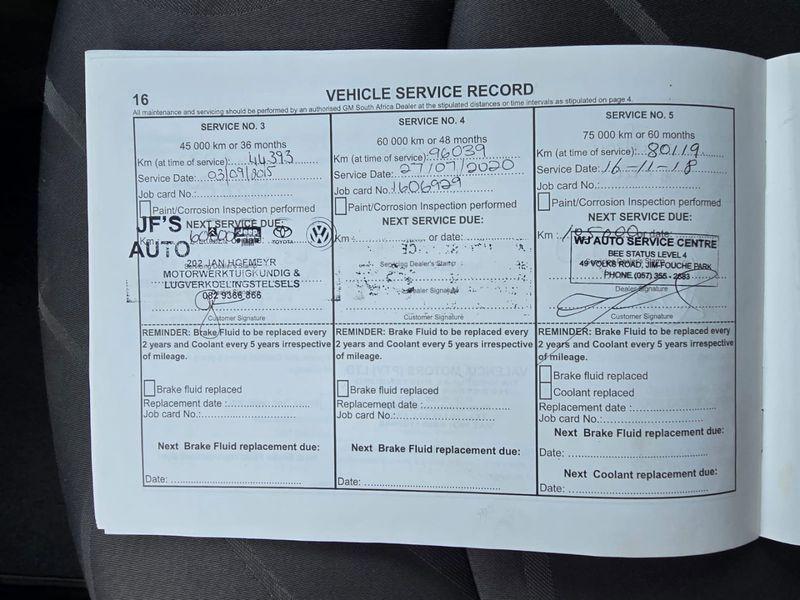 16
VEHICLE SERVICE RECORD
All maintenance and servicing should be performed by an authorised GM South Africa Dealer at the stipulated distances or time intervals as stipulated on page 4.
SERVICE NO. 3
45 000 km or 36 months
Km (at time of service): 44393
Service Date: 03/09/2015
Job card No.:
Paint/Corrosion Inspection performed
NEXT SERVICE DUE:
Km
JF'S
AUTO
Jeep
TOYOTA
202 JAN HOFMEYR
MOTORWERKTUIGKUNDIG &
LUGVERKOELINGSTELSELS
082 9366 866
Customer Signature
REMINDER: Brake Fluid to be replaced every
2 years and Coolant every 5 years irrespective
of mileage.
Brake fluid replaced
Replacement date :
Job card No.:
Next Brake Fluid replacement due:
Date:
SERVICE NO. 4
60 000 km or 48 months
Km (at time of service): 96039
Service Date: 27/07/2020
Job card No. 1606929
Paint/Corrosion Inspection performed
NEXT SERVICE DUE:
Km : or date:
Servicing Dealer's Stamp
Dealer Signature
Customer Signature
REMINDER: Brake Fluid to be replaced every
2 years and Coolant every 5 years irrespective
of mileage.
Brake fluid replaced
Replacement date :
Job card No.:
Next Brake Fluid replacement due:
Date:
SERVICE NO. 5
75 000 km or 60 months
Km (at time of service): 80119
Service Date: 16-11-18
Job card No.:
Paint/Corrosion Inspection performed
NEXT SERVICE DUE:
Km : or date:
WJ AUTO SERVICE CENTRE
BEE STATUS LEVEL 4
49 VOLKS ROAD, JIM FOUCHE PARK
PHONE (057) 355 - 2683
Dealer Signature
Customer Signature
REMINDER: Brake Fluid to be replaced every
2 years and Coolant every 5 years irrespective
of mileage.
Brake fluid replaced
Coolant replaced
Replacement date :
Job card No.:
Next Brake Fluid replacement due:
Date:
Next Coolant replacement due:
Date: